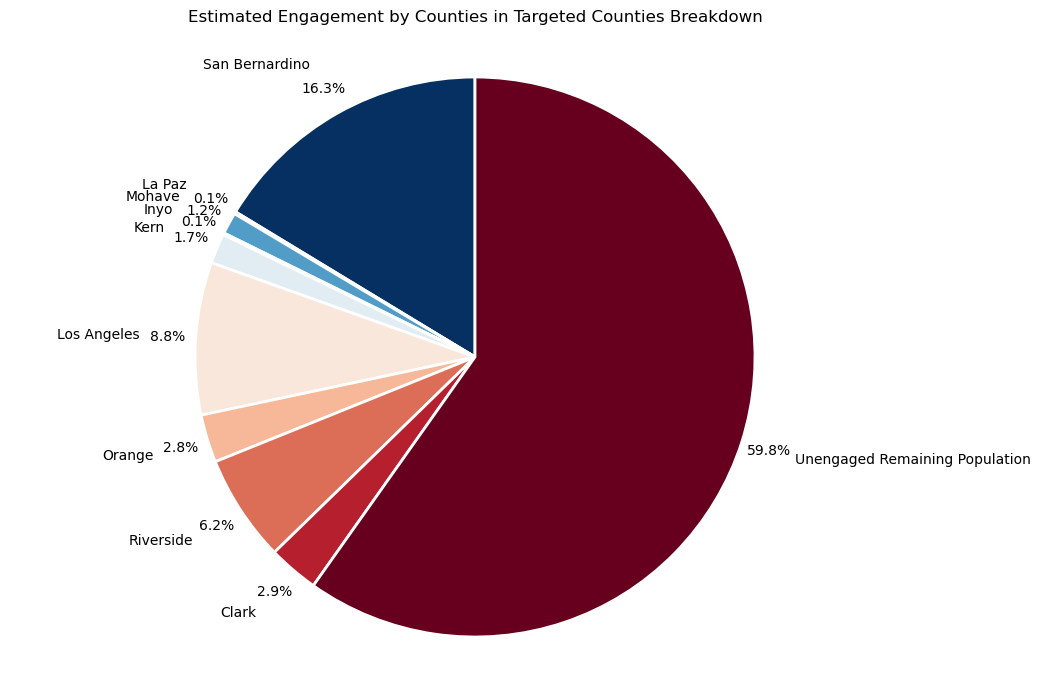 Estimated Engagement by Counties in Targeted Counties Breakdown
San Bernardino
16.3%
La Paz
0.1%
Mohave
1.2%
Inyo
0.1%
Kern
1.7%
Los Angeles
8.8%
Orange
2.8%
Riverside
6.2%
Clark
2.9%
59.8%
Unengaged Remaining Population